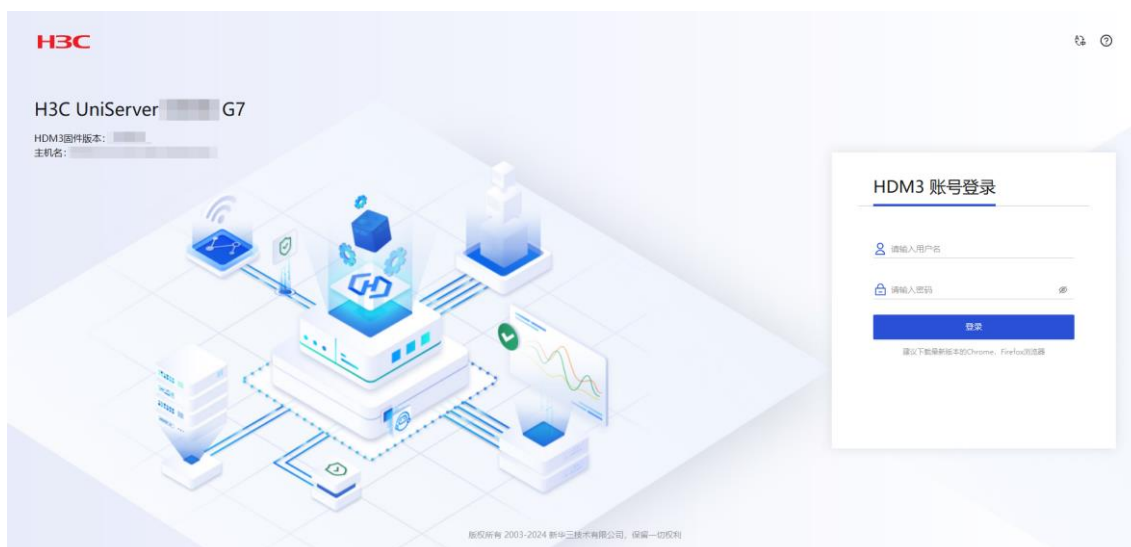 H3C
H3C UniServer G7
HDM3固件版本:
主机名:
HDM3 账号登录
请输入用户名
请输入密码
登录
建议下载最新版本的Chrome、Firefox浏览器
版权所有 2003-2024 新华三技术有限公司，保留一切权利